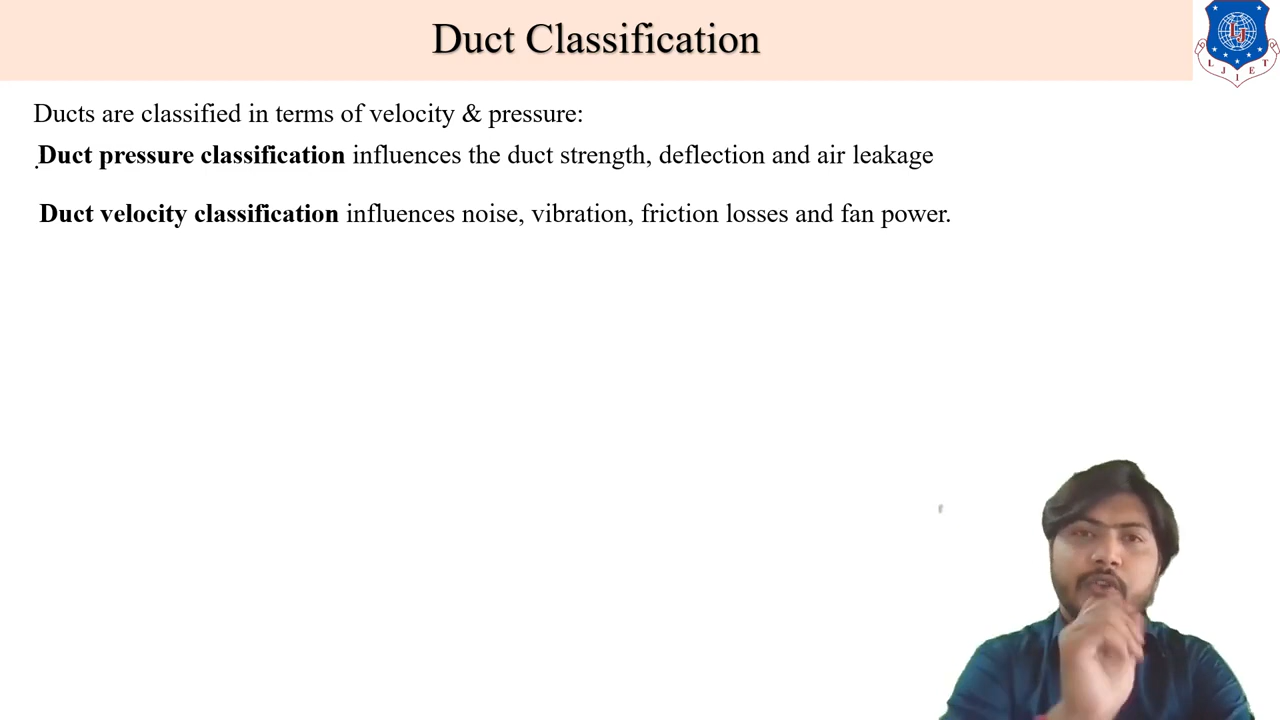 Duct Classification
LJIET
Ducts are classified in terms of velocity & pressure:
Duct pressure classification influences the duct strength, deflection and air leakage
Duct velocity classification influences noise, vibration, friction losses and fan power.